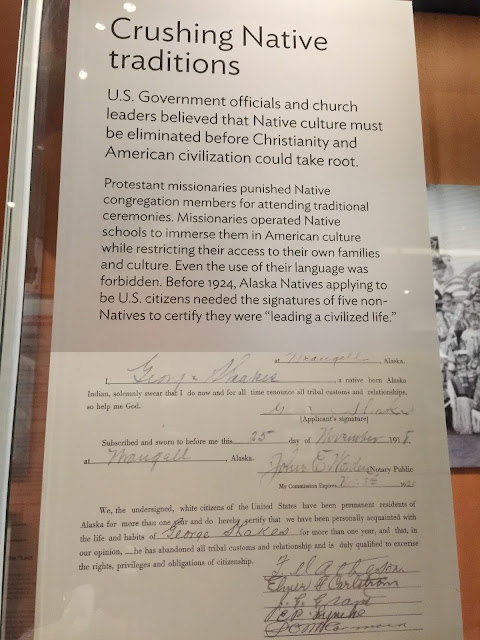 Crushing Native
traditions
U.S. Government officials and church
leaders believed that Native culture must
be eliminated before Christianity and
American civilization could take root.
Protestant missionaries punished Native
congregation members for attending traditional
ceremonies. Missionaries operated Native
schools to immerse them in American culture
while restricting their access to their own families
and culture. Even the use of their language was
forbidden. Before 1924, Alaska Natives applying to
be U.S. citizens needed the signatures of five non-
Natives to certify they were “leading a civilized life.”
at Wrangell, Alaska.
I, George Shakes, a native born Alaska
Indian, solemnly swear that I do now and for all time renounce all tribal customs and relationships,
so help me God.
Shakes
(Applicant's signature)
Subscribed and sworn to before me this 25 day of November 1918
at Wrangell, Alaska.
John Notary Public
My Commission Expires
We, the undersigned, white citizens of the United States have been permanent residents of
Alaska for more than one year and do hereby certify that we have been personally acquainted with
the life and habits of George Shakes for more than one year, and that, in
our opinion, he has abandoned all tribal customs and relationship and is duly qualified to exercise
the rights, privileges and obligations of citizenship.